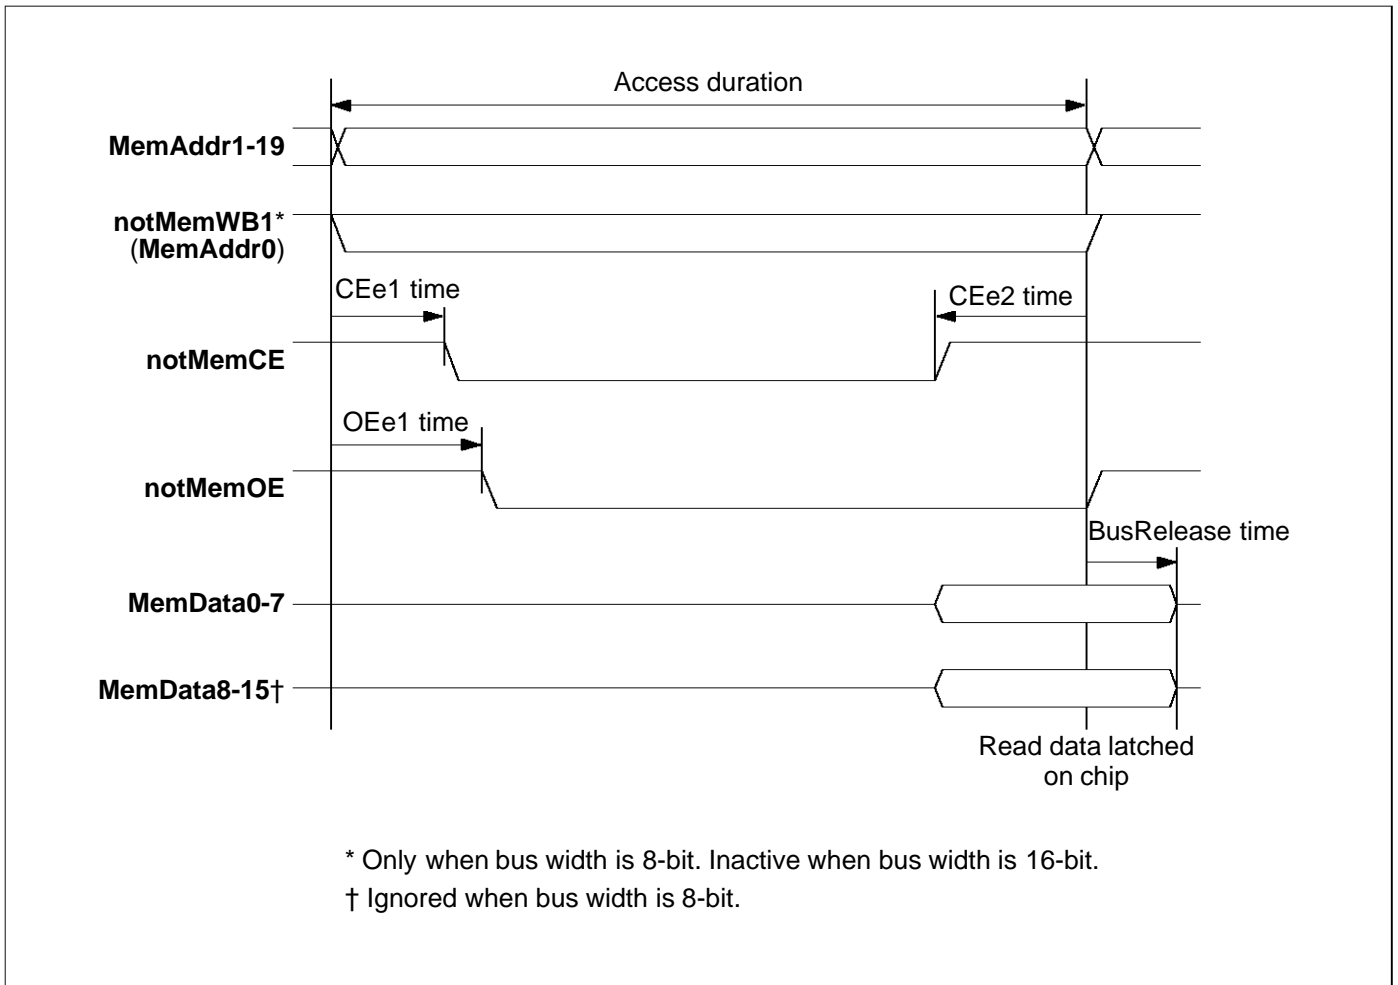 Access duration
MemAddr1-19
notMemWB1*
(MemAddr0)
CEe1 time
CEe2 time
notMemCE
OEe1 time
notMemOE
BusRelease time
MemData0-7
MemData8-15†
Read data latched
on chip
* Only when bus width is 8-bit. Inactive when bus width is 16-bit.
† Ignored when bus width is 8-bit.